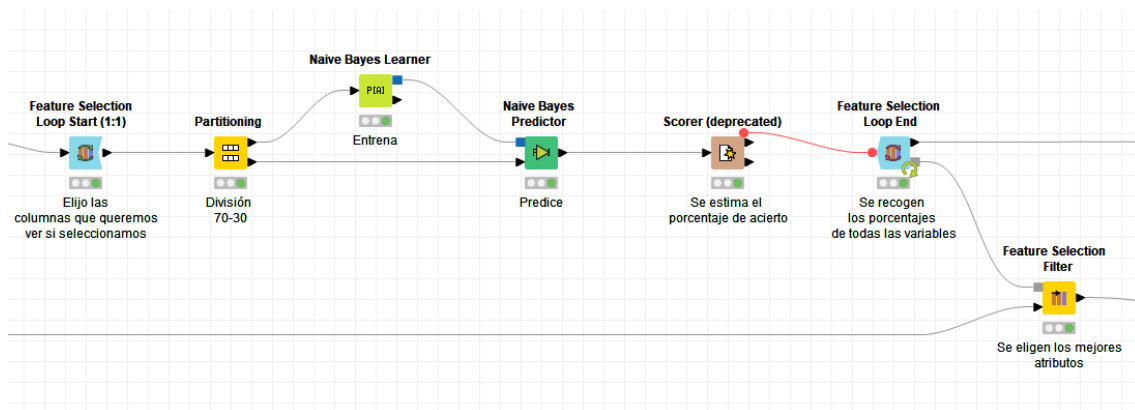 Feature Selection
Loop Start (1:1)
Elijo las
columnas que queremos
ver si seleccionamos
Partitioning
División
70-30
Naive Bayes Learner
P[A]
Entrena
Naive Bayes
Predictor
Predice
Scorer (deprecated)
Se estima el
porcentaje de acierto
Feature Selection
Loop End
Se recogen
los porcentajes
de todas las variables
Feature Selection
Filter
Se eligen los mejores
atributos